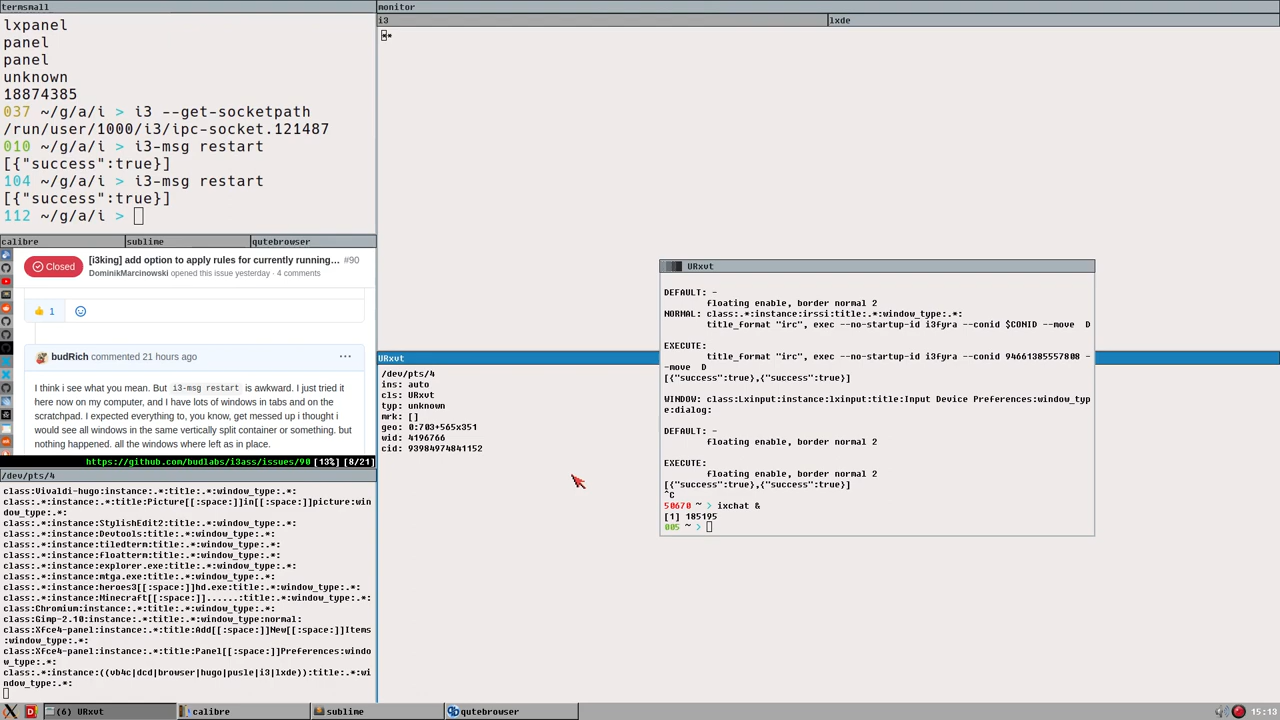 termsmall
lxpanel
panel
panel
unknown
18874385
037 ~/g/a/i > i3 --get-socketpath
/run/user/1000/i3/ipc-socket.121487
010 ~/g/a/i > i3-msg restart
[{"success":true}]
104 ~/g/a/i > i3-msg restart
[{"success":true}]
112 ~/g/a/i >
calibre
sublime
qutebrowser
Closed
[i3king] add option to apply rules for currently running... #90
DominikMarcinowski opened this issue yesterday · 4 comments
1
budRich commented 21 hours ago
I think i see what you mean. But i3-msg restart is awkward. I just tried it
here now on my computer, and I have lots of windows in tabs and on the
scratchpad. I expected everything to, you know, get messed up i thought i
would see all windows in the same vertically split container or something. but
nothing happened. all the windows where left as in place.
https://github.com/budlabs/i3ass/issues/90 [13%] [8/21]
/dev/pts/4
class:Vivaldi-hugo:instance:.*:title:.*:window_type:.*:
class:.*:instance:.*:title:Picture[[:space:]]in[[:space:]]picture:win
dow_type:.*:
class:.*:instance:StylishEdit2:title:.*:window_type:.*:
class:.*:instance:Devtools:title:.*:window_type:.*:
class:.*:instance:tiledterm:title:.*:window_type:.*:
class:.*:instance:floatterm:title:.*:window_type:.*:
class:.*:instance:explorer.exe:title:.*:window_type:.*:
class:.*:instance:mtga.exe:title:.*:window_type:.*:
class:.*:instance:heroes3[[:space:]]hd.exe:title:.*:window_type:.*:
class:.*:instance:Minecraft[[:space:]]......:title:.*:window_type:.*:
class:Chromium:instance:.*:title:.*:window_type:.*:
class:Gimp-2.10:instance:.*:title:.*:window_type:normal:
class:Xfce4-panel:instance:.*:title:Add[[:space:]]New[[:space:]]Items
:window_type:.*:
class:Xfce4-panel:instance:.*:title:Panel[[:space:]]Preferences:windo
w_type:.*:
class:.*:instance:((vb4c|dcd|browser|hugo|pusle|i3|lxde)):title:.*:wi
ndow_type:.*:
monitor
i3
lxde
**
URxvt
/dev/pts/4
ins: auto
cls: URxvt
typ: unknown
mrk: []
geo: 0:703+565x351
wid: 4196766
cid: 93984974841152
URxvt
DEFAULT: -
floating enable, border normal 2
NORMAL: class:.*:instance:irssi:title:.*:window_type:.*:
title_format "irc", exec --no-startup-id i3fyra --conid $CONID --move  D
EXECUTE:
title_format "irc", exec --no-startup-id i3fyra --conid 94661385557808 -
-move  D
[{"success":true},{"success":true}]
WINDOW: class:Lxinput:instance:lxinput:title:Input Device Preferences:window_typ
e:dialog:
DEFAULT: -
floating enable, border normal 2
EXECUTE:
floating enable, border normal 2
[{"success":true},{"success":true}]
^C
50670 ~ > ixchat &
[1] 185195
005 ~ >
(6) URxvt
calibre
sublime
qutebrowser
15:13